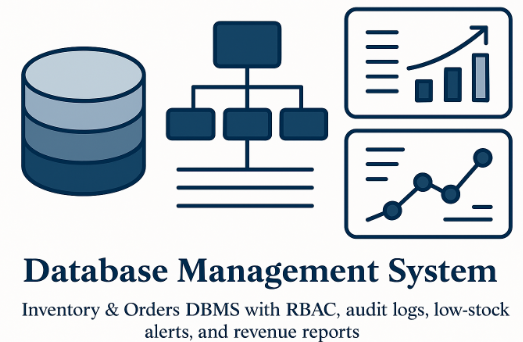 Database Management System
Inventory & Orders DBMS with RBAC, audit logs, low-stock
alerts, and revenue reports